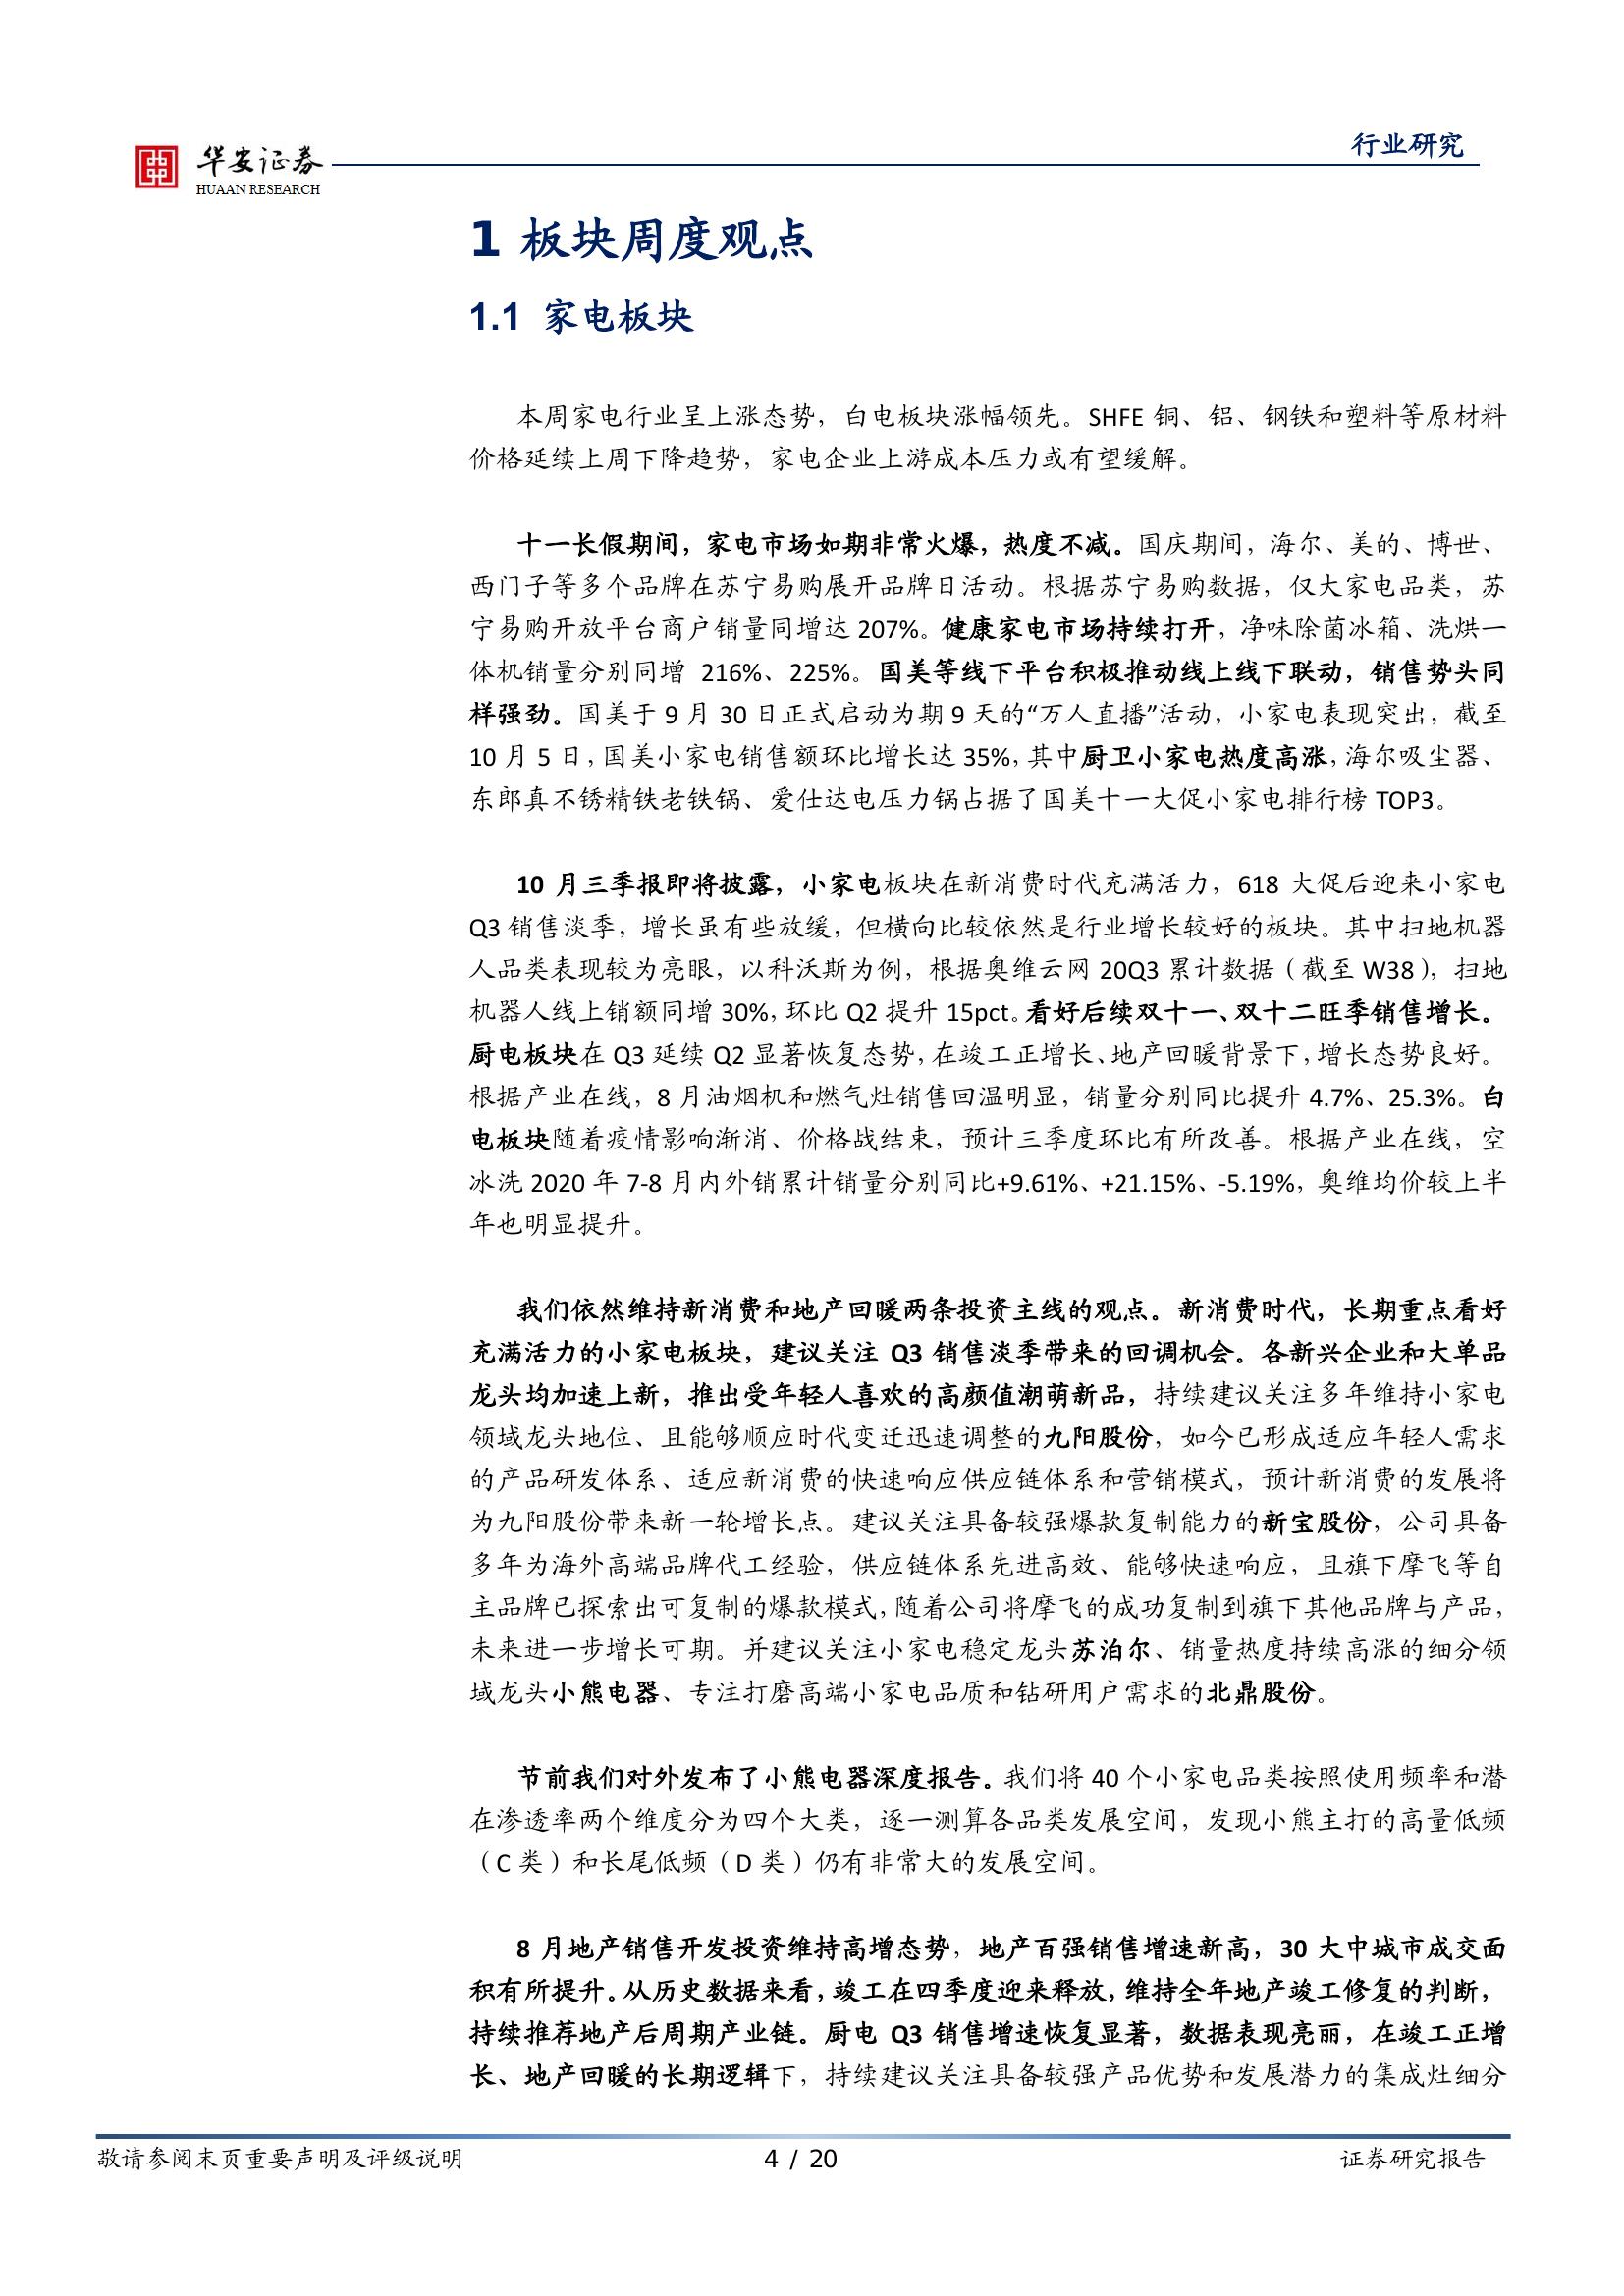 华安证券
HUAAN RESEARCH
行业研究
1 板块周度观点
1.1 家电板块
本周家电行业呈上涨态势，白电板块涨幅领先。SHFE 铜、铝、钢铁和塑料等原材料
价格延续上周下降趋势，家电企业上游成本压力或有望缓解。
十一长假期间，家电市场如期非常火爆，热度不减。国庆期间，海尔、美的、博世、
西门子等多个品牌在苏宁易购展开品牌日活动。根据苏宁易购数据，仅大家电品类，苏
宁易购开放平台商户销量同增达 207%。健康家电市场持续打开，净味除菌冰箱、洗烘一
体机销量分别同增 216%、225%。国美等线下平台积极推动线上线下联动，销售势头同
样强劲。国美于 9 月 30 日正式启动为期 9 天的“万人直播”活动，小家电表现突出，截至
10 月 5 日，国美小家电销售额环比增长达 35%，其中厨卫小家电热度高涨，海尔吸尘器、
东郎真不锈精铁老铁锅、爱仕达电压力锅占据了国美十一大促小家电排行榜 TOP3。
10 月三季报即将披露，小家电板块在新消费时代充满活力，618 大促后迎来小家电
Q3 销售淡季，增长虽有些放缓，但横向比较依然是行业增长较好的板块。其中扫地机器
人品类表现较为亮眼，以科沃斯为例，根据奥维云网 20Q3 累计数据（截至 W38），扫地
机器人线上销额同增 30%，环比 Q2 提升 15pct。看好后续双十一、双十二旺季销售增长。
厨电板块在 Q3 延续 Q2 显著恢复态势，在竣工正增长、地产回暖背景下，增长态势良好。
根据产业在线，8 月油烟机和燃气灶销售回温明显，销量分别同比提升 4.7%、25.3%。白
电板块随着疫情影响渐消、价格战结束，预计三季度环比有所改善。根据产业在线，空
冰洗 2020 年 7-8 月内外销累计销量分别同比+9.61%、+21.15%、-5.19%，奥维均价较上半
年也明显提升。
我们依然维持新消费和地产回暖两条投资主线的观点。新消费时代，长期重点看好
充满活力的小家电板块，建议关注 Q3 销售淡季带来的回调机会。各新兴企业和大单品
龙头均加速上新，推出受年轻人喜欢的高颜值潮萌新品，持续建议关注多年维持小家电
领域龙头地位、且能够顺应时代变迁迅速调整的九阳股份，如今已形成适应年轻人需求
的产品研发体系、适应新消费的快速响应供应链体系和营销模式，预计新消费的发展将
为九阳股份带来新一轮增长点。建议关注具备较强爆款复制能力的新宝股份，公司具备
多年为海外高端品牌代工经验，供应链体系先进高效、能够快速响应，且旗下摩飞等自
主品牌已探索出可复制的爆款模式，随着公司将摩飞的成功复制到旗下其他品牌与产品，
未来进一步增长可期。并建议关注小家电稳定龙头苏泊尔、销量热度持续高涨的细分领
域龙头小熊电器、专注打磨高端小家电品质和钻研用户需求的北鼎股份。
节前我们对外发布了小熊电器深度报告。我们将 40 个小家电品类按照使用频率和潜
在渗透率两个维度分为四个大类，逐一测算各品类发展空间，发现小熊主打的高量低频
（C 类）和长尾低频（D 类）仍有非常大的发展空间。
8 月地产销售开发投资维持高增态势，地产百强销售增速新高，30 大中城市成交面
积有所提升。从历史数据来看，竣工在四季度迎来释放，维持全年地产竣工修复的判断，
持续推荐地产后周期产业链。厨电 Q3 销售增速恢复显著，数据表现亮丽，在竣工正增
长、地产回暖的长期逻辑下，持续建议关注具备较强产品优势和发展潜力的集成灶细分
敬请参阅末页重要声明及评级说明
4 / 20
证券研究报告